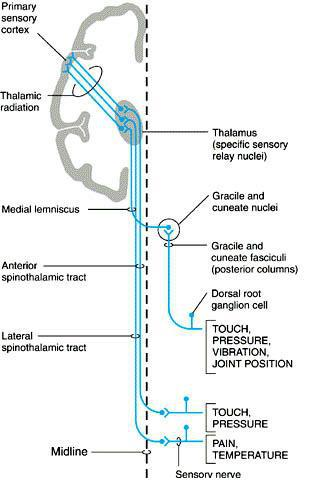 Primary
sensory
cortex
Thalamic
radiation
Thalamus
(specific sensory
relay nuclei)
Gracile and
cuneate nuclei
Medial lemniscus
Gracile and
cuneate fasciculi
(posterior columns)
Anterior
spinothalamic tract
Dorsal root
ganglion cell
TOUCH,
PRESSURE,
VIBRATION,
JOINT POSITION
Lateral
spinothalamic tract
TOUCH,
PRESSURE
PAIN,
TEMPERATURE
Midline
Sensory nerve